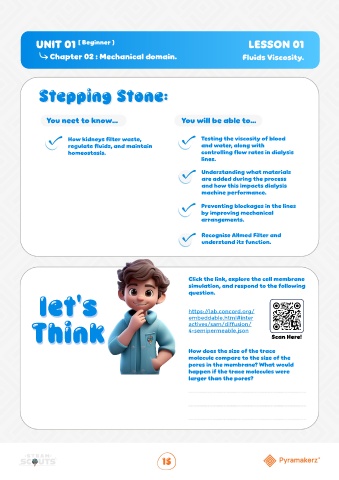 UNIT 01 [ Beginner ]
LESSON 01
Chapter 02 : Mechanical domain.
Fluids Viscosity.
Stepping Stone:
You neet to know...
How kidneys filter waste,
regulate fluids, and maintain
homeostasis.
You will be able to...
Testing the viscosity of blood
and water, along with
controlling flow rates in dialysis
lines.
Understanding what materials
are added during the process
and how this impacts dialysis
machine performance.
Preventing blockages in the lines
by improving mechanical
arrangements.
Recognize Allmed Filter and
understand its function.
let's
Think
Click the link, explore the cell membrane
simulation, and respond to the following
question.
https://lab.concord.org/
embeddable.html#inter
actives/sam/diffusion/
4-semipermeable.json
Scan Here!
How does the size of the trace
molecule compare to the size of the
pores in the membrane? What would
happen if the trace molecules were
larger than the pores?
STEAM
SCOUTS
15
Pyramakerz